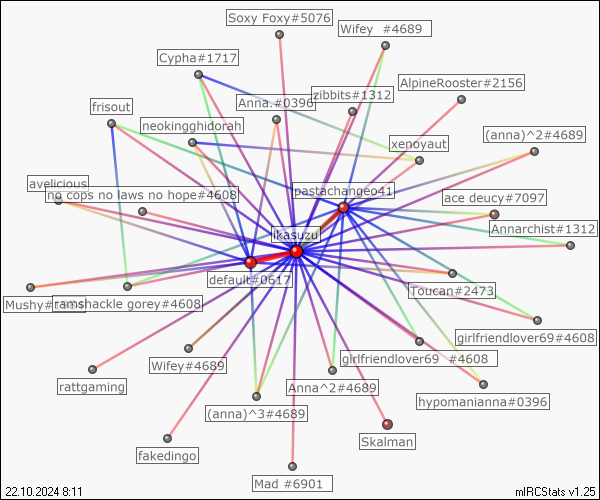 Soxy Foxy#5076
Wifey #4689
Cypha#1717
AlpineRooster#2156
zibbits#1312
Anna.#0396
frisout
neokingghidorah
(anna)^2#4689
xenoyaut
avelicious
no cops no laws no hope#4608
pastachangeo41
ace deucy#7097
Annarchist#1312
ikasuzu
default#0617
Toucan#2473
ramshackle gorey#4608
girlfriendlover69#4608
Wifey#4689
girlfriendlover69 #4608
rattgaming
Anna^2#4689
hypomanianna#0396
(anna)^3#4689
Skalman
fakedingo
Mad #6901
22.10.2024 8:11
mIRCStats v1.25